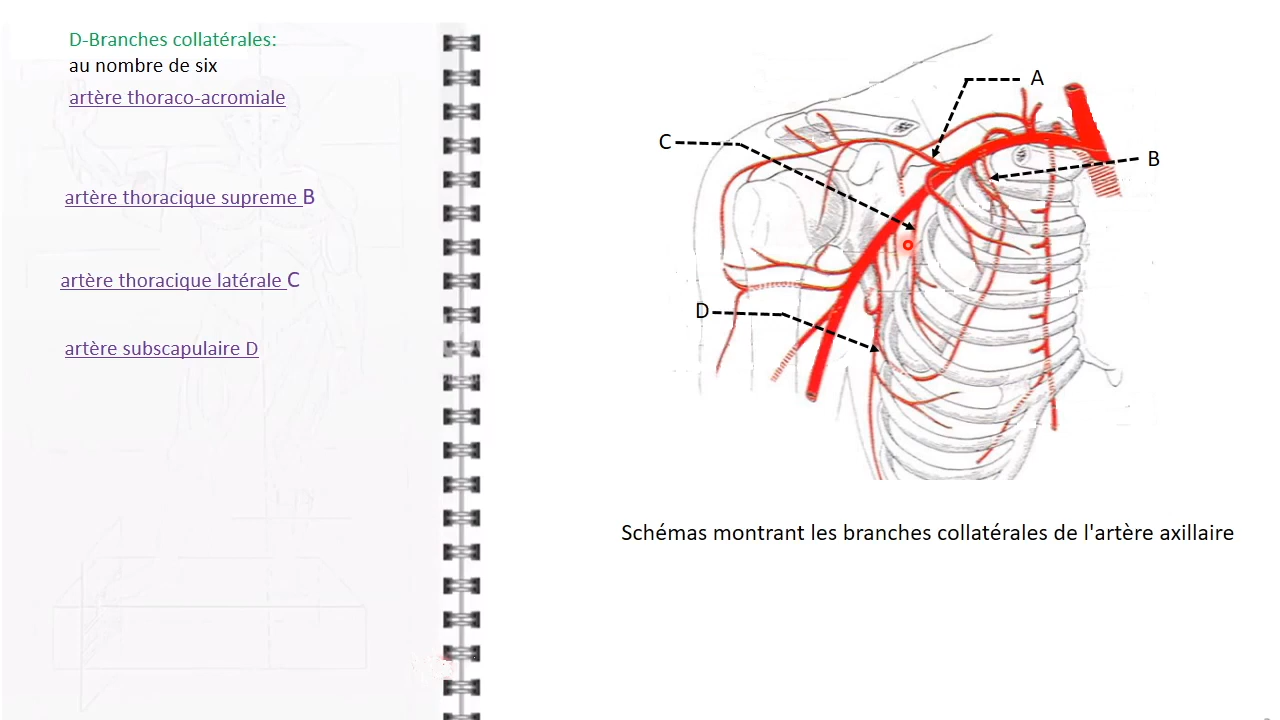 D-Branches collatérales:
au nombre de six
artère thoraco-acromiale
artère thoracique supreme B
artère thoracique latérale C
artère subscapulaire D
A
C
B
D
Schémas montrant les branches collatérales de l'artère axillaire